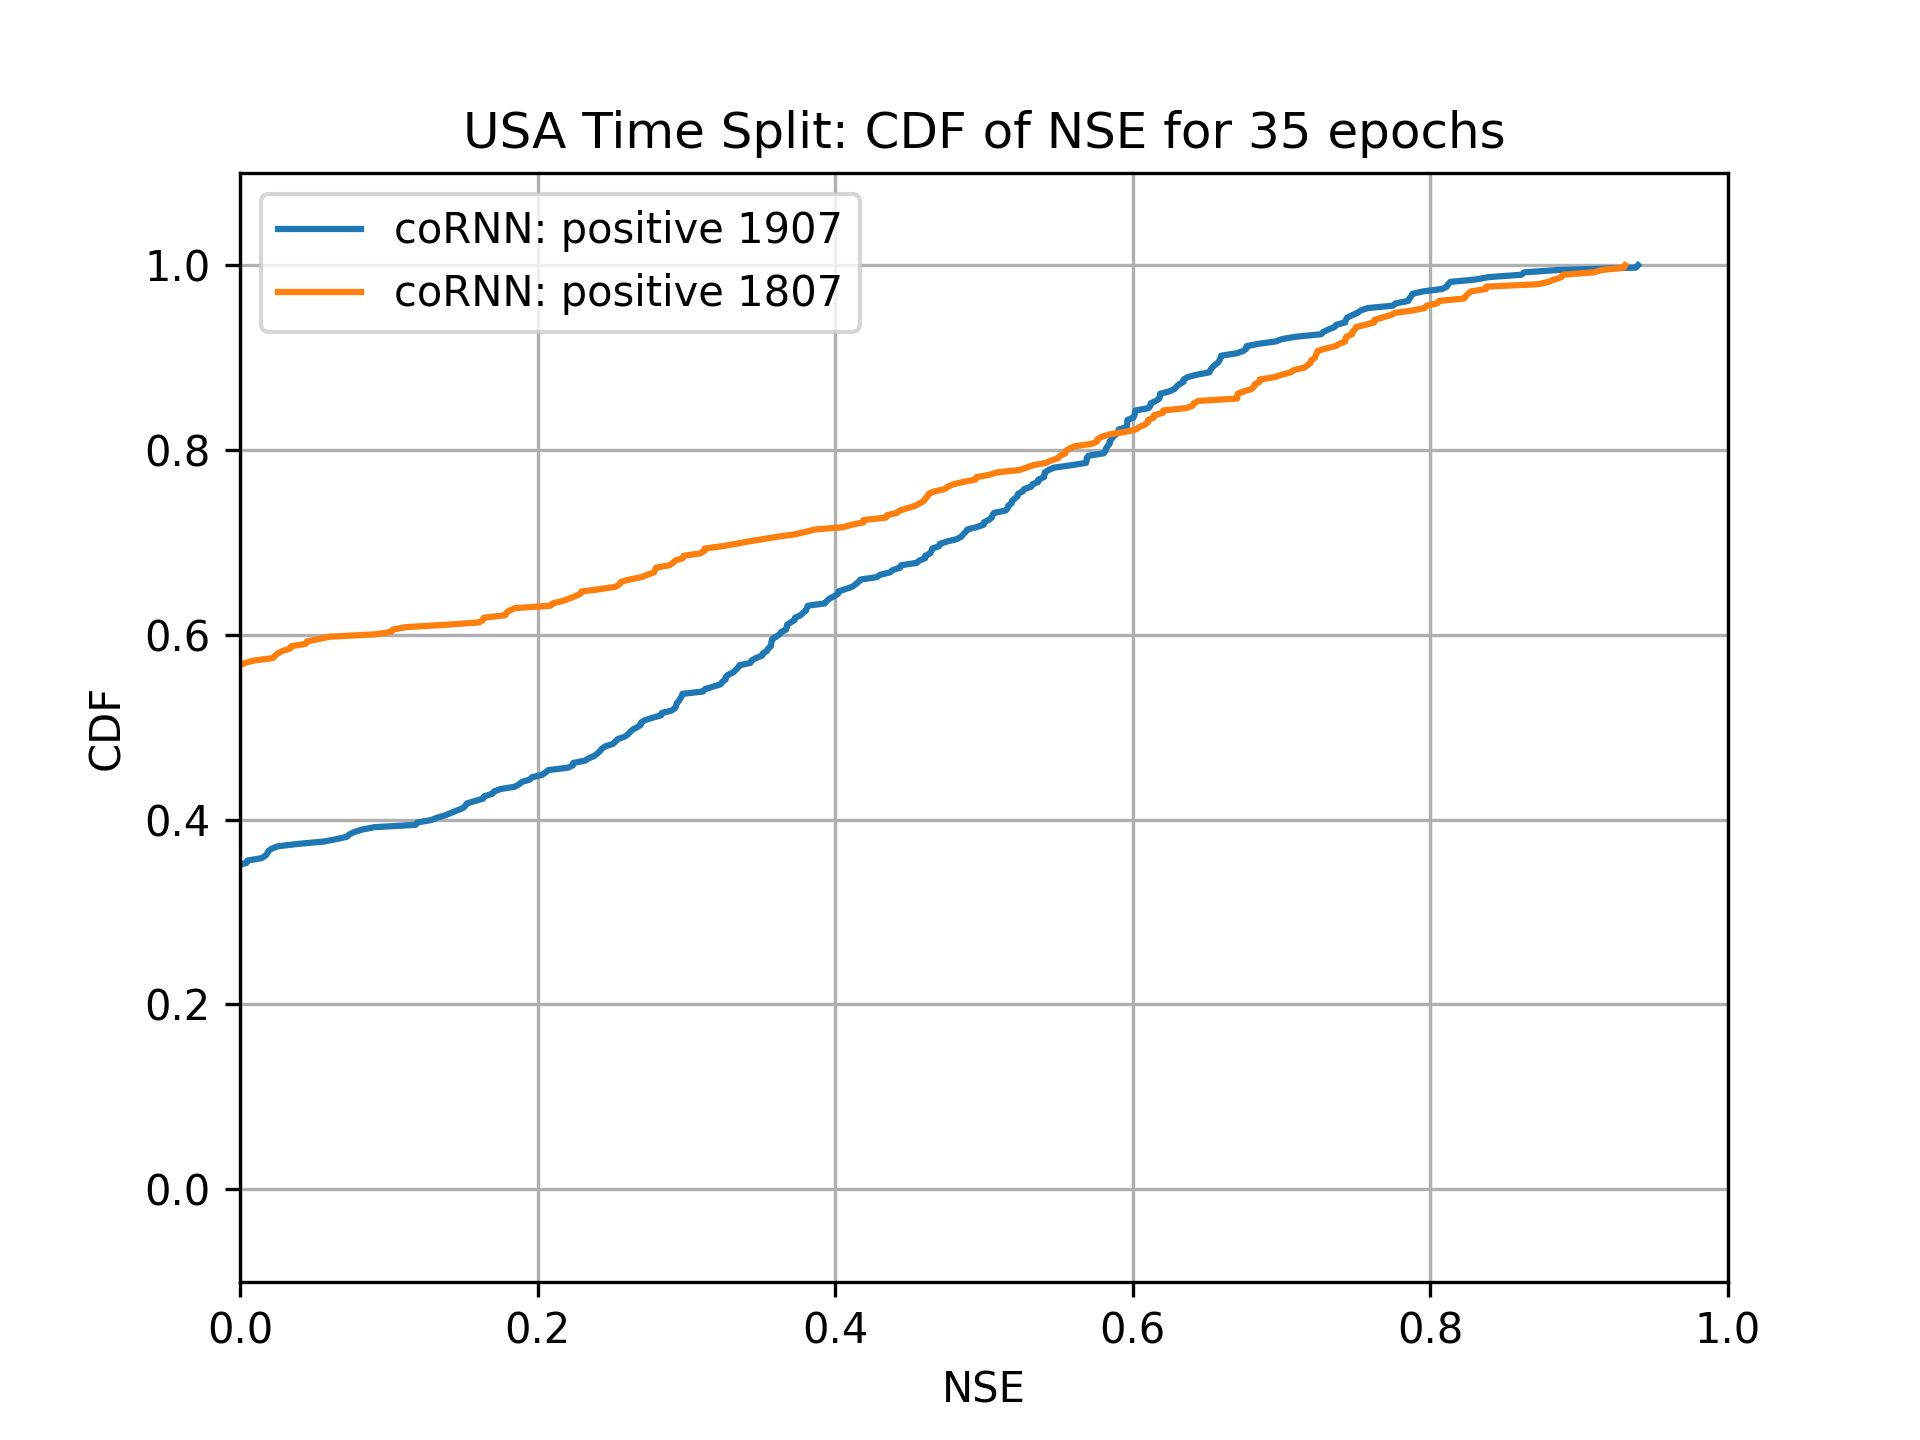 USA Time Split: CDF of NSE for 35 epochs
coRNN: positive 1907
coRNN: positive 1807
1.0
0.8
0.6
0.4
0.2
0.0
CDF
0.0 0.2 0.4 0.6 0.8 1.0
NSE